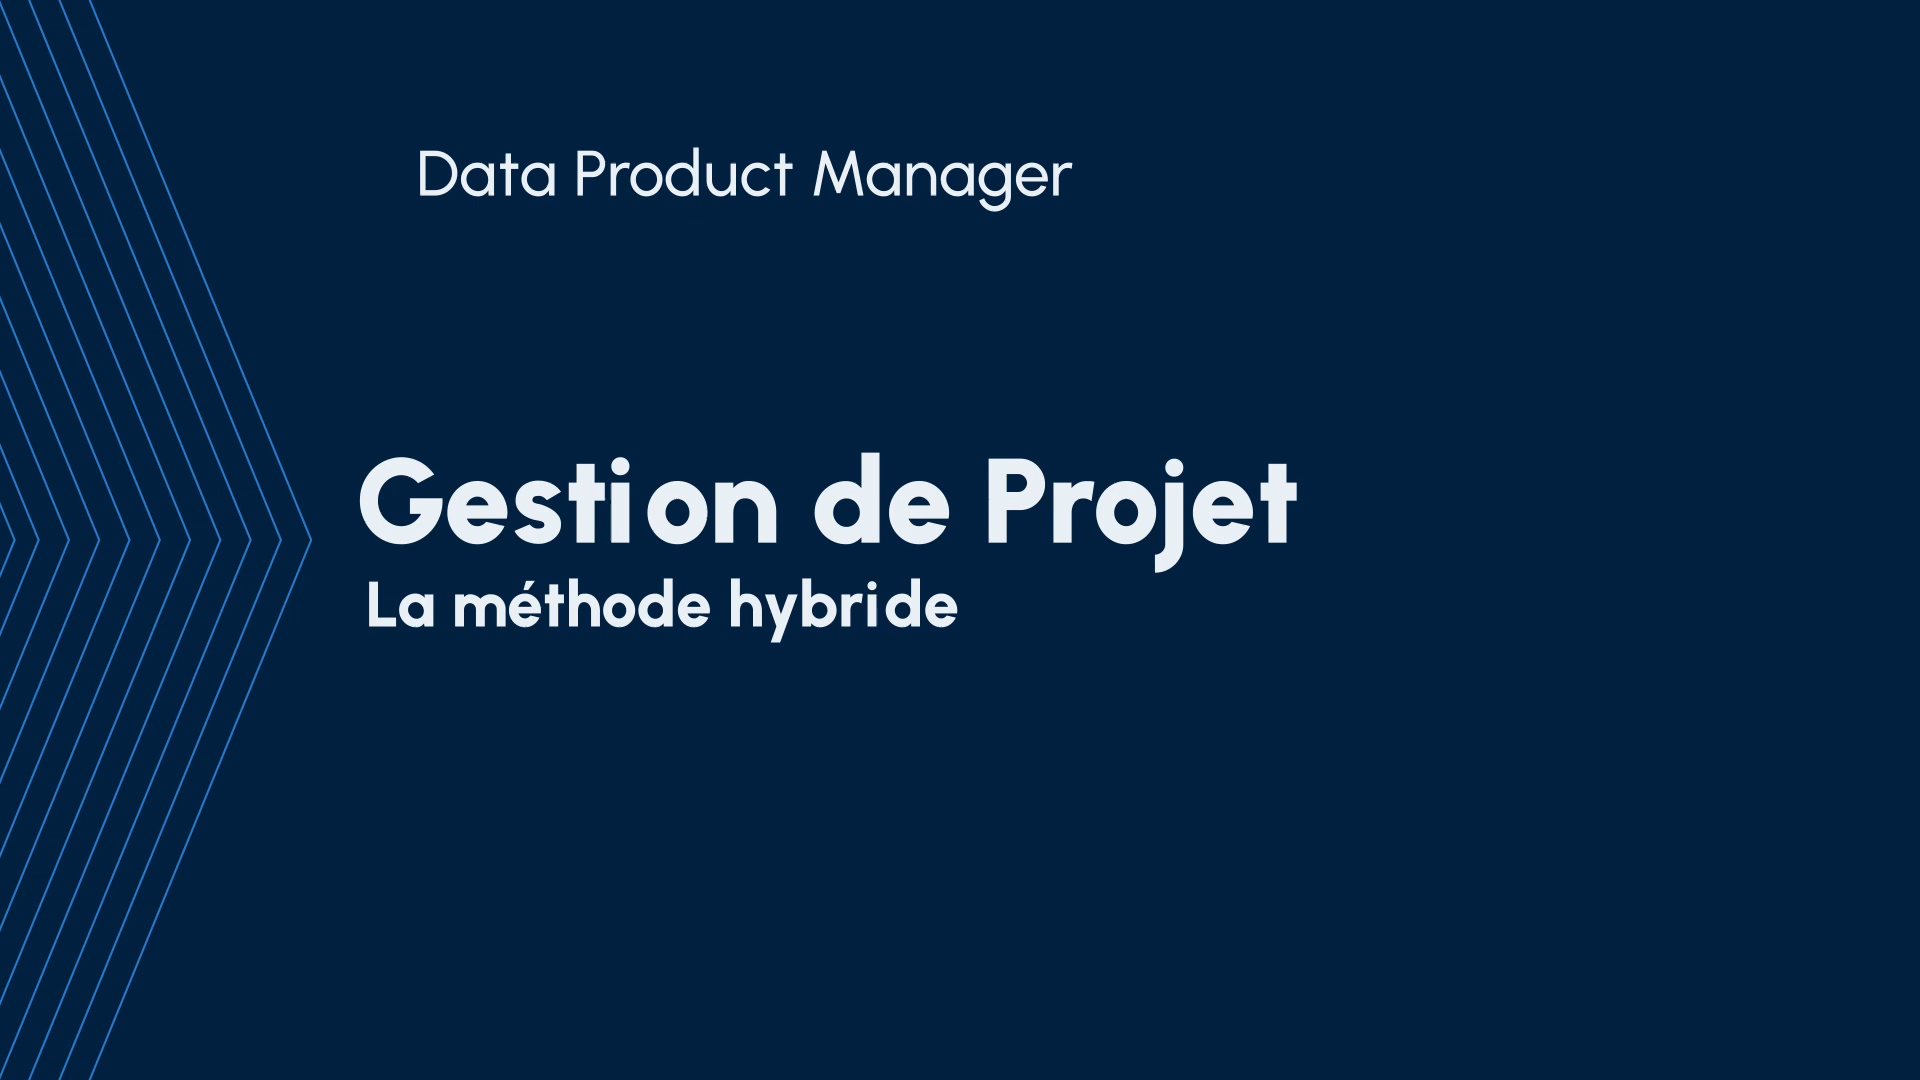 Data Product Manager
Gestion de Projet
La méthode hybride